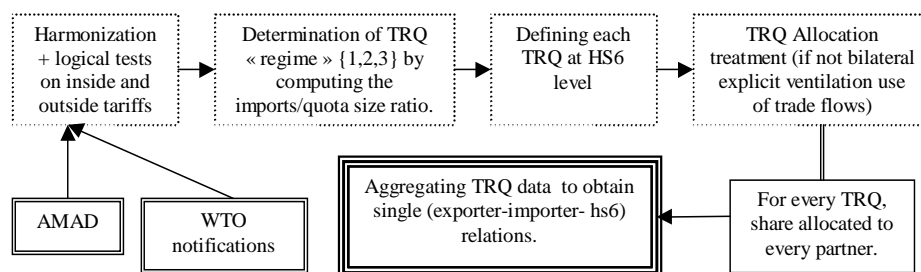 Harmonization
+ logical tests
on inside and
outside tariffs
Determination of TRQ
« regime » {1,2,3} by
computing the
imports/quota size ratio.
Defining each
TRQ at HS6
level
TRQ Allocation
treatment (if not bilateral
explicit ventilation use
of trade flows)
AMAD
WTO
notifications
Aggregating TRQ data to obtain
single (exporter-importer- hs6)
relations.
For every TRQ,
share allocated to
every partner.